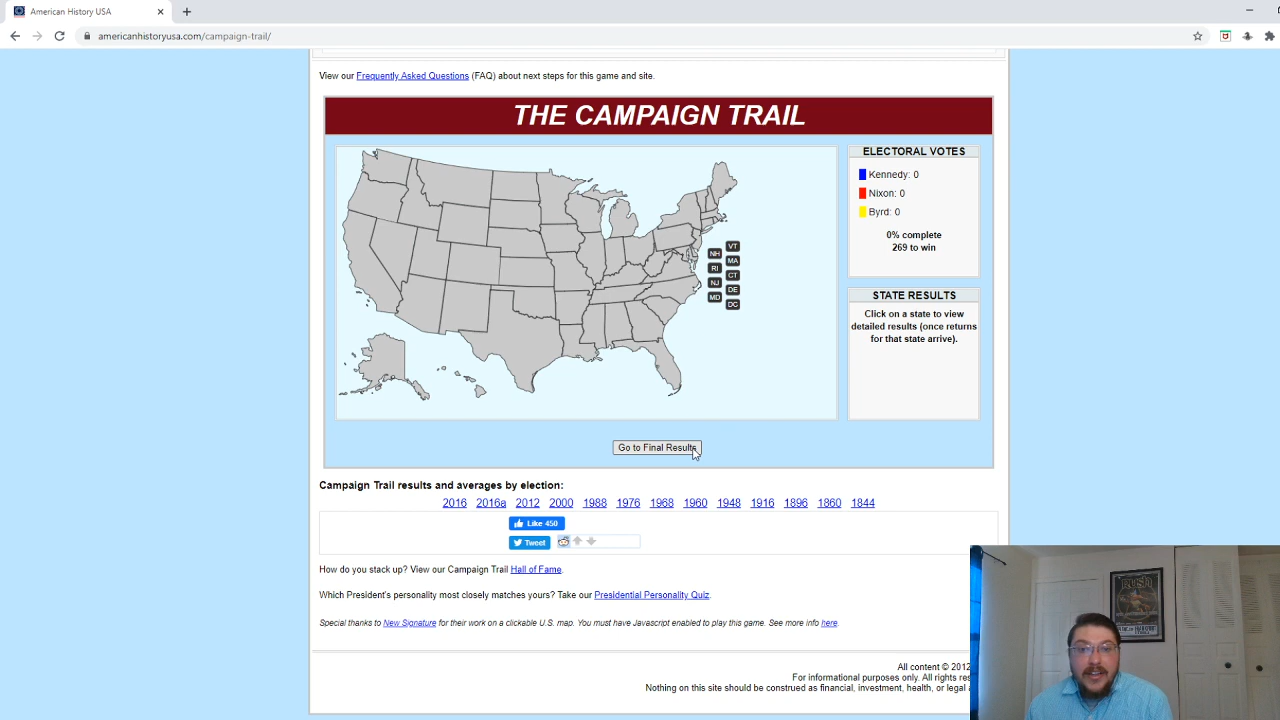 American History USA
americanhistoryusa.com/campaign-trail/
View our Frequently Asked Questions (FAQ) about next steps for this game and site.
THE CAMPAIGN TRAIL
ELECTORAL VOTES
Kennedy: 0
Nixon: 0
Byrd: 0
0% complete
269 to win
VT
NH
MA
RI
CT
NJ
DE
MD
DC
STATE RESULTS
Click on a state to view
detailed results (once returns
for that state arrive).
Go to Final Results
Campaign Trail results and averages by election:
2016 2016a 2012 2000 1988 1976 1968 1960 1948 1916 1896 1860 1844
Like 450
Tweet
How do you stack up? View our Campaign Trail Hall of Fame.
Which President's personality most closely matches yours? Take our Presidential Personality Quiz.
Special thanks to New Signature for their work on a clickable U.S. map. You must have Javascript enabled to play this game. See more info here.
All content © 2012
For informational purposes only. All rights res
Nothing on this site should be construed as financial, investment, health, or legal a